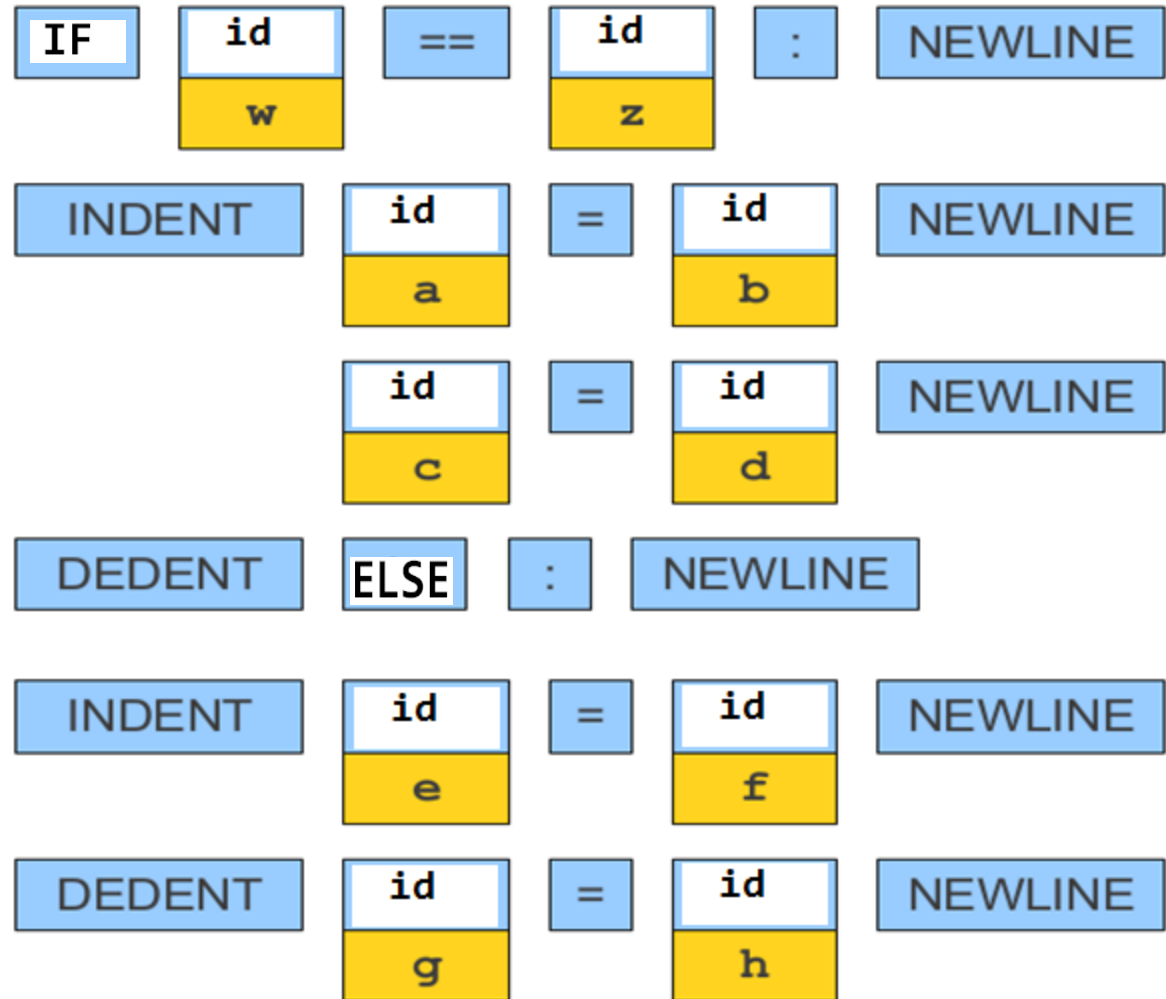 IF id == id : NEWLINE
w z
INDENT id = id NEWLINE
a b
id = id NEWLINE
c d
DEDENT ELSE : NEWLINE
INDENT id = id NEWLINE
e f
DEDENT id = id NEWLINE
g h